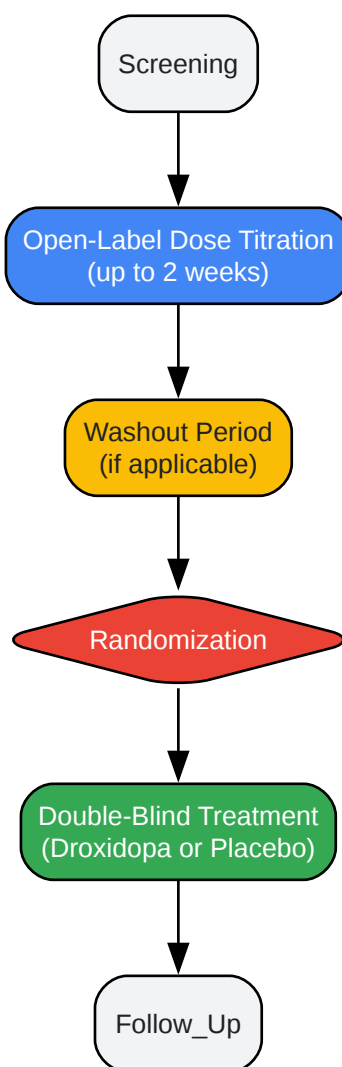 Screening
Open-Label Dose Titration
(up to 2 weeks)
Washout Period
(if applicable)
Randomization
Double-Blind Treatment
(Droxidopa or Placebo)
Follow_Up